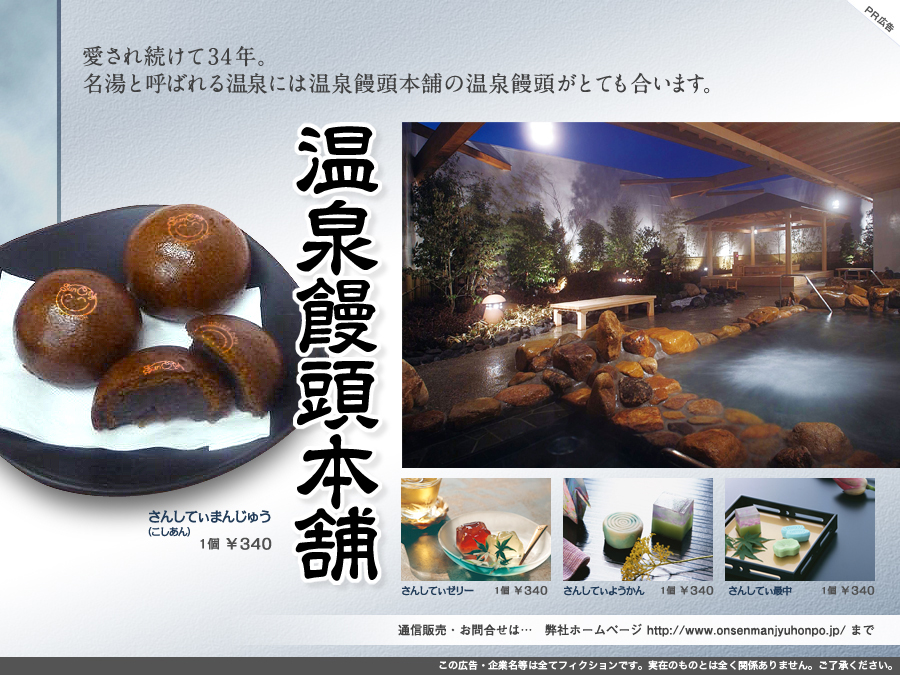 PR広告
愛され続けて34年。
名湯と呼ばれる温泉には温泉饅頭本舗の温泉饅頭がとても合います。
温泉饅頭本舗
さんしてぃまんじゅう
(こしあん)
1個 ¥340
さんしてぃゼリー 1個 ¥340
さんしてぃようかん 1個 ¥340
さんしてぃ最中 1個 ¥340
通信販売・お問合せは… 弊社ホームページ http://www.onsenmanjyuhonpo.jp/ まで
この広告・企業名等は全てフィクションです。実在のものとは全く関係ありません。ご了承ください。